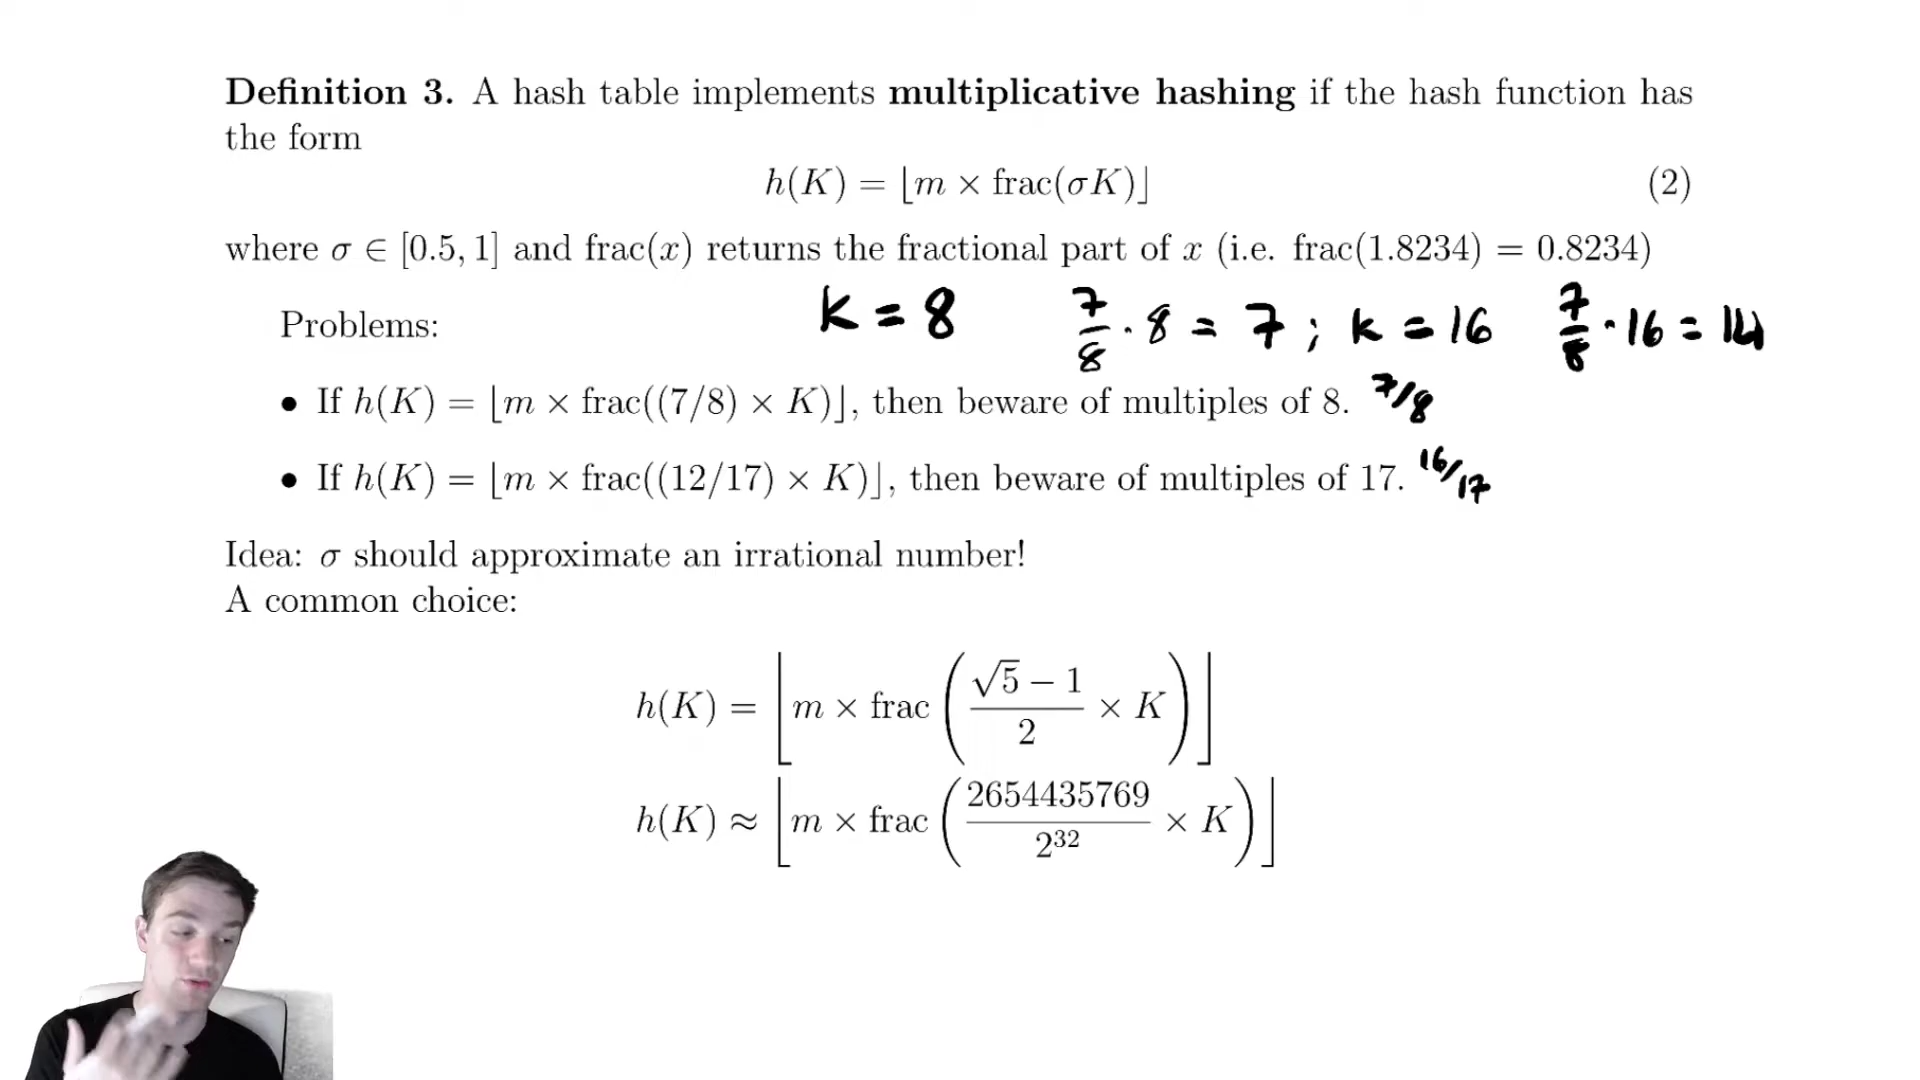 Definition 3. A hash table implements multiplicative hashing if the hash function has
the form
h(K) = ⌊m × frac(σK)⌋ (2)
where σ ∈ [0.5, 1] and frac(x) returns the fractional part of x (i.e. frac(1.8234) = 0.8234)
Problems: k = 8 7/8 · 8 = 7 ; k = 16 7/8 · 16 = 14
• If h(K) = ⌊m × frac((7/8) × K)⌋, then beware of multiples of 8. 7/8
• If h(K) = ⌊m × frac((12/17) × K)⌋, then beware of multiples of 17. 16/17
Idea: σ should approximate an irrational number!
A common choice:
h(K) = ⌊m × frac((√5 − 1)/2 × K)⌋
h(K) ≈ ⌊m × frac(2654435769/2³² × K)⌋